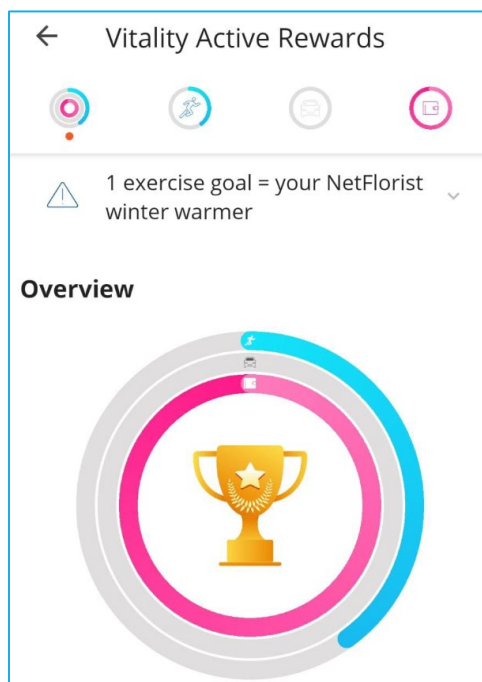 Vitality Active Rewards
1 exercise goal = your NetFlorist
winter warmer
Overview